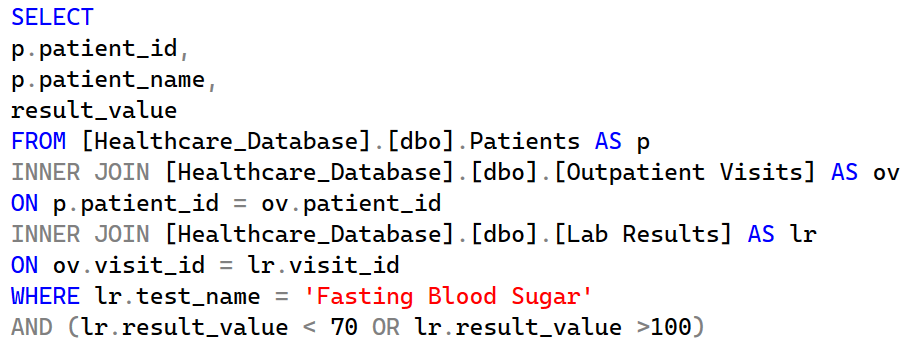 SELECT
p.patient_id,
p.patient_name,
result_value
FROM [Healthcare_Database].[dbo].Patients AS p
INNER JOIN [Healthcare_Database].[dbo].[Outpatient Visits] AS ov
ON p.patient_id = ov.patient_id
INNER JOIN [Healthcare_Database].[dbo].[Lab Results] AS lr
ON ov.visit_id = lr.visit_id
WHERE lr.test_name = 'Fasting Blood Sugar'
AND (lr.result_value < 70 OR lr.result_value >100)